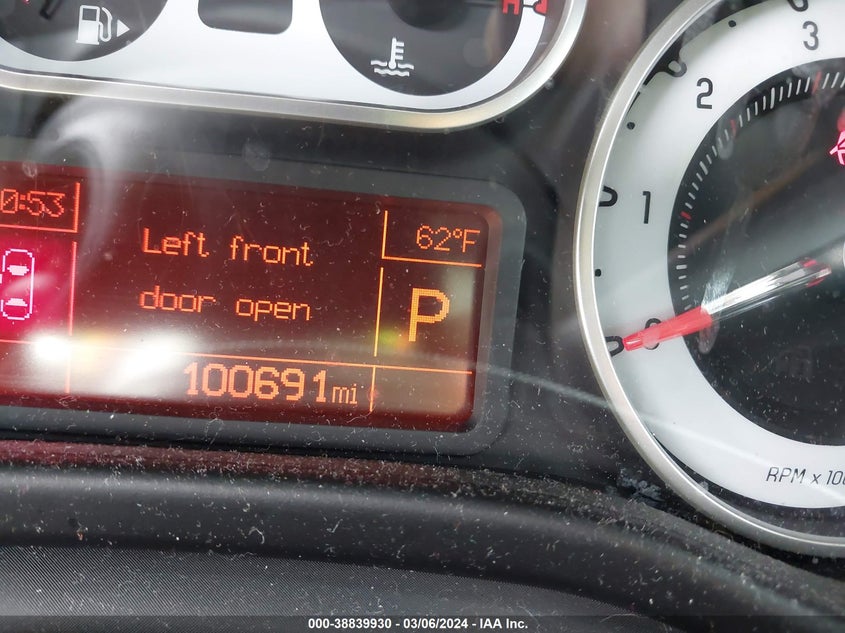 H
3
2
0:53
Left front
62°F
1
door open
P
0
100691mi
RPM x 100
000-38839930 - 03/06/2024 - IAA Inc.